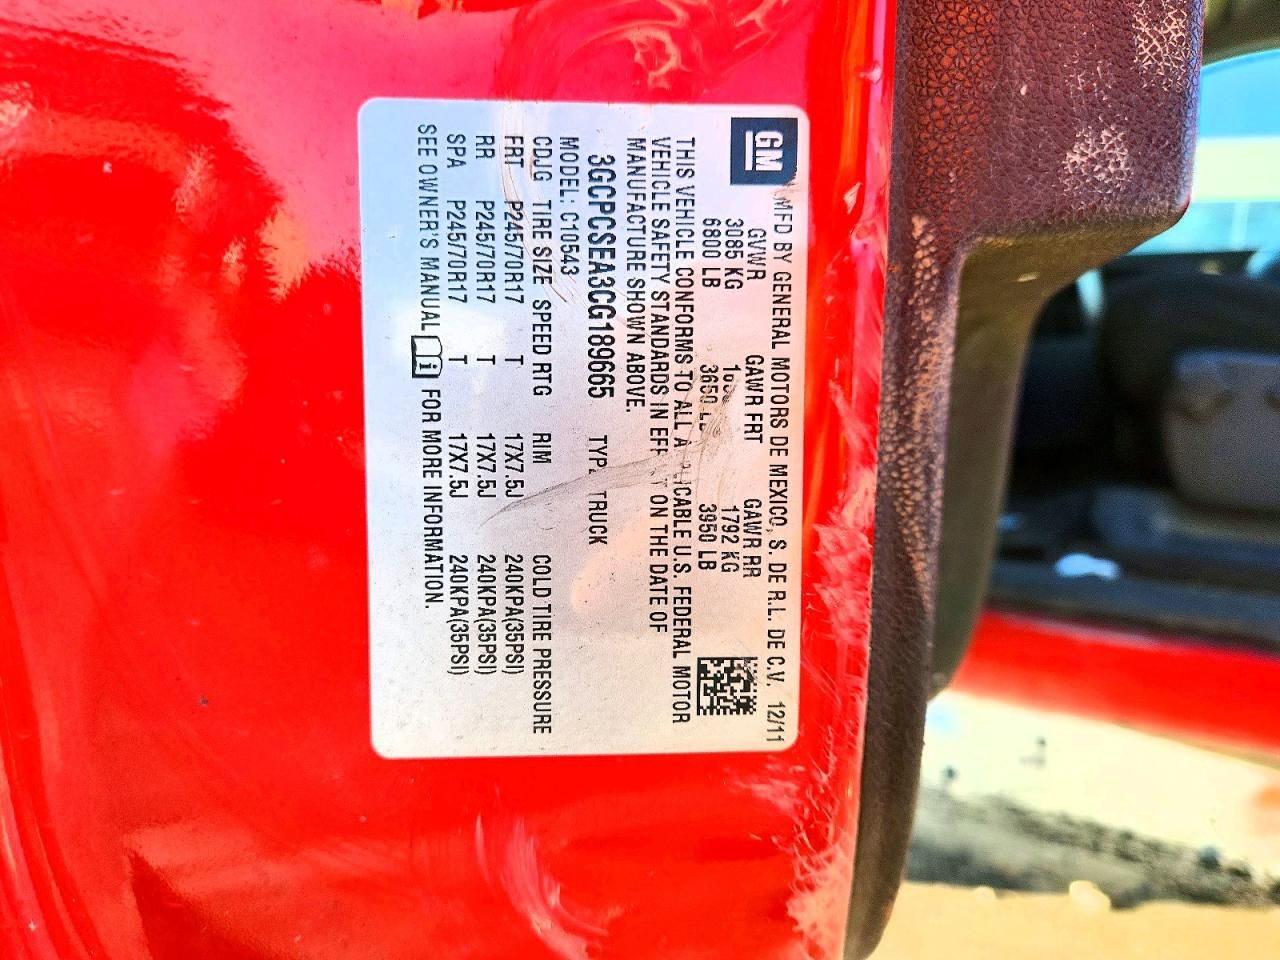 GM
MFD BY GENERAL MOTORS DE MEXICO, S. DE R.L. DE C.V. 12/11
GVWR GAWR FRT GAWR RR
3085 KG 1792 KG
6800 LB 3650 LB 3950 LB
THIS VEHICLE CONFORMS TO ALL U.S. FEDERAL MOTOR
VEHICLE SAFETY STANDARDS IN ON THE DATE OF
MANUFACTURE SHOWN ABOVE.
3GCPCSEA3CG189665 TYPE: TRUCK
MODEL: C10543
CDJG TIRE SIZE SPEED RTG RIM COLD TIRE PRESSURE
FRT P245/70R17 T 17X7.5J 240KPA(35PSI)
RR P245/70R17 T 17X7.5J 240KPA(35PSI)
SPA P245/70R17 T 17X7.5J 240KPA(35PSI)
SEE OWNER'S MANUAL i FOR MORE INFORMATION.